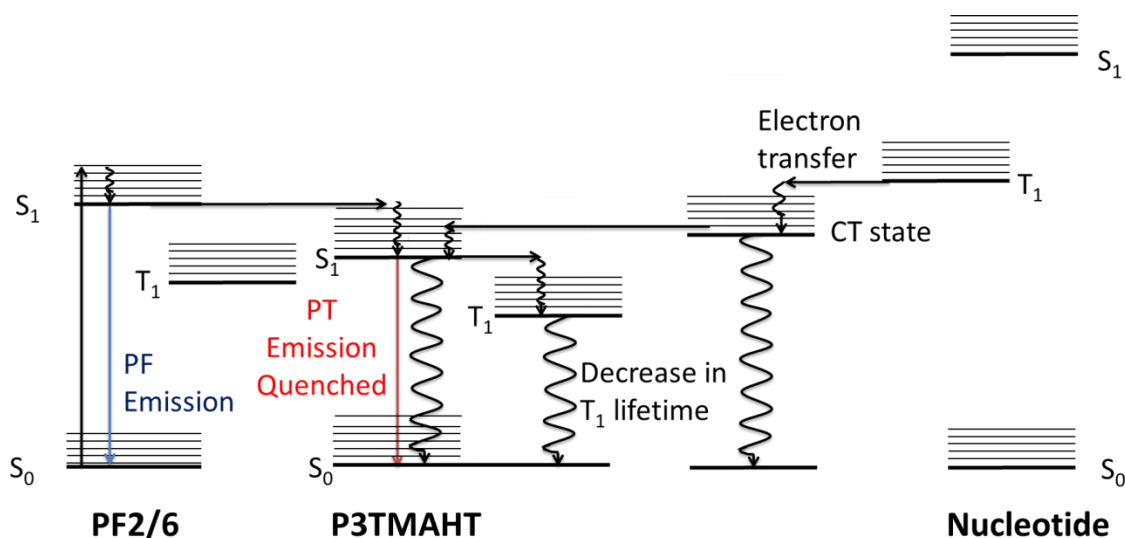 S1
Electron
transfer
T1
S1
CT state
T1
S1
T1
PT
Emission
Quenched
PF
Emission
Decrease in
T1 lifetime
S0
S0
S0
PF2/6
P3TMAHT
Nucleotide